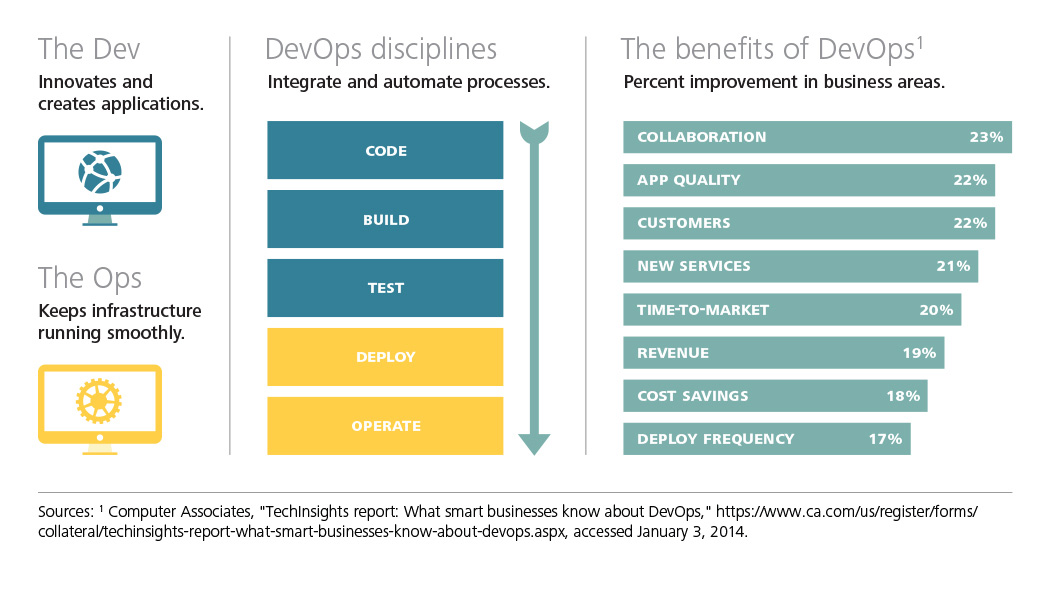 The Dev
Innovates and
creates applications.
The Ops
Keeps infrastructure
running smoothly.
DevOps disciplines
Integrate and automate processes.
CODE
BUILD
TEST
DEPLOY
OPERATE
The benefits of DevOps¹
Percent improvement in business areas.
COLLABORATION 23%
APP QUALITY 22%
CUSTOMERS 22%
NEW SERVICES 21%
TIME-TO-MARKET 20%
REVENUE 19%
COST SAVINGS 18%
DEPLOY FREQUENCY 17%
Sources: ¹ Computer Associates, "TechInsights report: What smart businesses know about DevOps," https://www.ca.com/us/register/forms/
collateral/techinsights-report-what-smart-businesses-know-about-devops.aspx, accessed January 3, 2014.